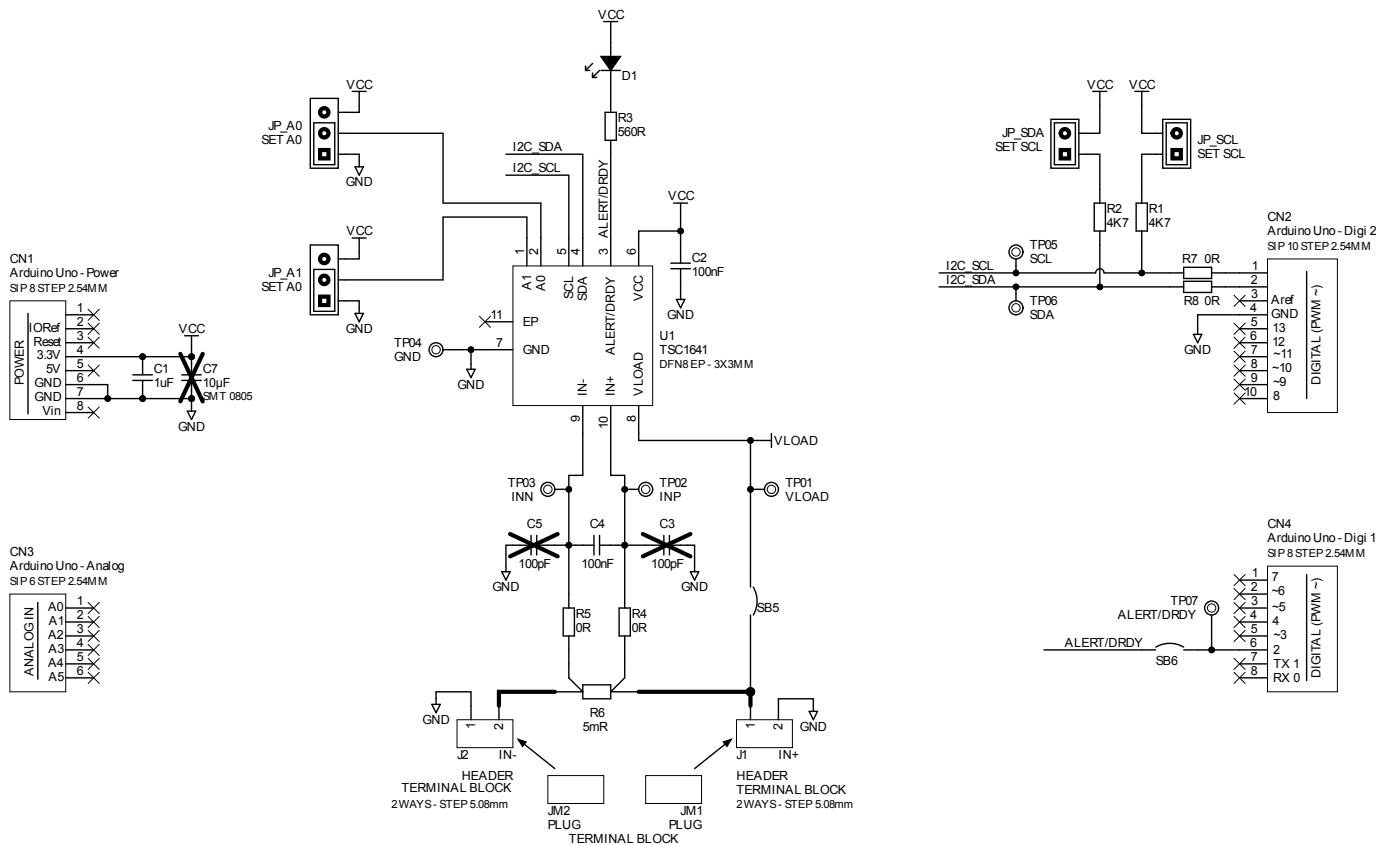 VCC
D1
R3
560R
VCC
JP_A0
SET A0
GND
I2C_SDA
I2C_SCL
ALERT/DRDY
VCC
C2
100nF
GND
VCC
JP_A1
SET A0
GND
1
2
5
4
3
6
A1
A0
SCL
SDA
ALERT/DRDY
VCC
11
EP
7
GND
TP04
GND
GND
U1
TSC1641
DFN8 EP - 3X3MM
IN-
IN+
VLOAD
9
10
8
VLOAD
TP03
INN
TP02
INP
TP01
VLOAD
C5
100pF
C4
100nF
C3
100pF
GND
GND
R5
0R
R4
0R
SB5
R6
5mR
GND
1
2
J2
IN-
HEADER
TERMINAL BLOCK
2 WAYS - STEP 5.08mm
GND
1
2
J1
IN+
HEADER
TERMINAL BLOCK
2 WAYS - STEP 5.08mm
JM2
PLUG
JM1
PLUG
TERMINAL BLOCK
CN1
Arduino Uno - Power
SIP 8 STEP 2.54MM
POWER
1
IORef 2
Reset 3
3.3V 4
5V 5
GND 6
GND 7
Vin 8
C1
1uF
VCC
C7
10µF
SMT 0805
GND
CN3
Arduino Uno - Analog
SIP 6 STEP 2.54MM
ANALOG IN
A0 1
A1 2
A2 3
A3 4
A4 5
A5 6
VCC
VCC
JP_SDA
SET SCL
JP_SCL
SET SCL
R2
4K7
R1
4K7
TP05
SCL
I2C_SCL
I2C_SDA
TP06
SDA
R7 0R
R8 0R
GND
CN2
Arduino Uno - Digi 2
SIP 10 STEP 2.54MM
1
2
3 Aref
4 GND
5 13
6 12
7 ~11
8 ~10
9 ~9
10 8
DIGITAL (PWM ~)
CN4
Arduino Uno - Digi 1
SIP 8 STEP 2.54MM
1 7
2 ~6
3 ~5
4 4
5 ~3
6 2
7 TX 1
8 RX 0
DIGITAL (PWM ~)
TP07
ALERT/DRDY
ALERT/DRDY
SB6